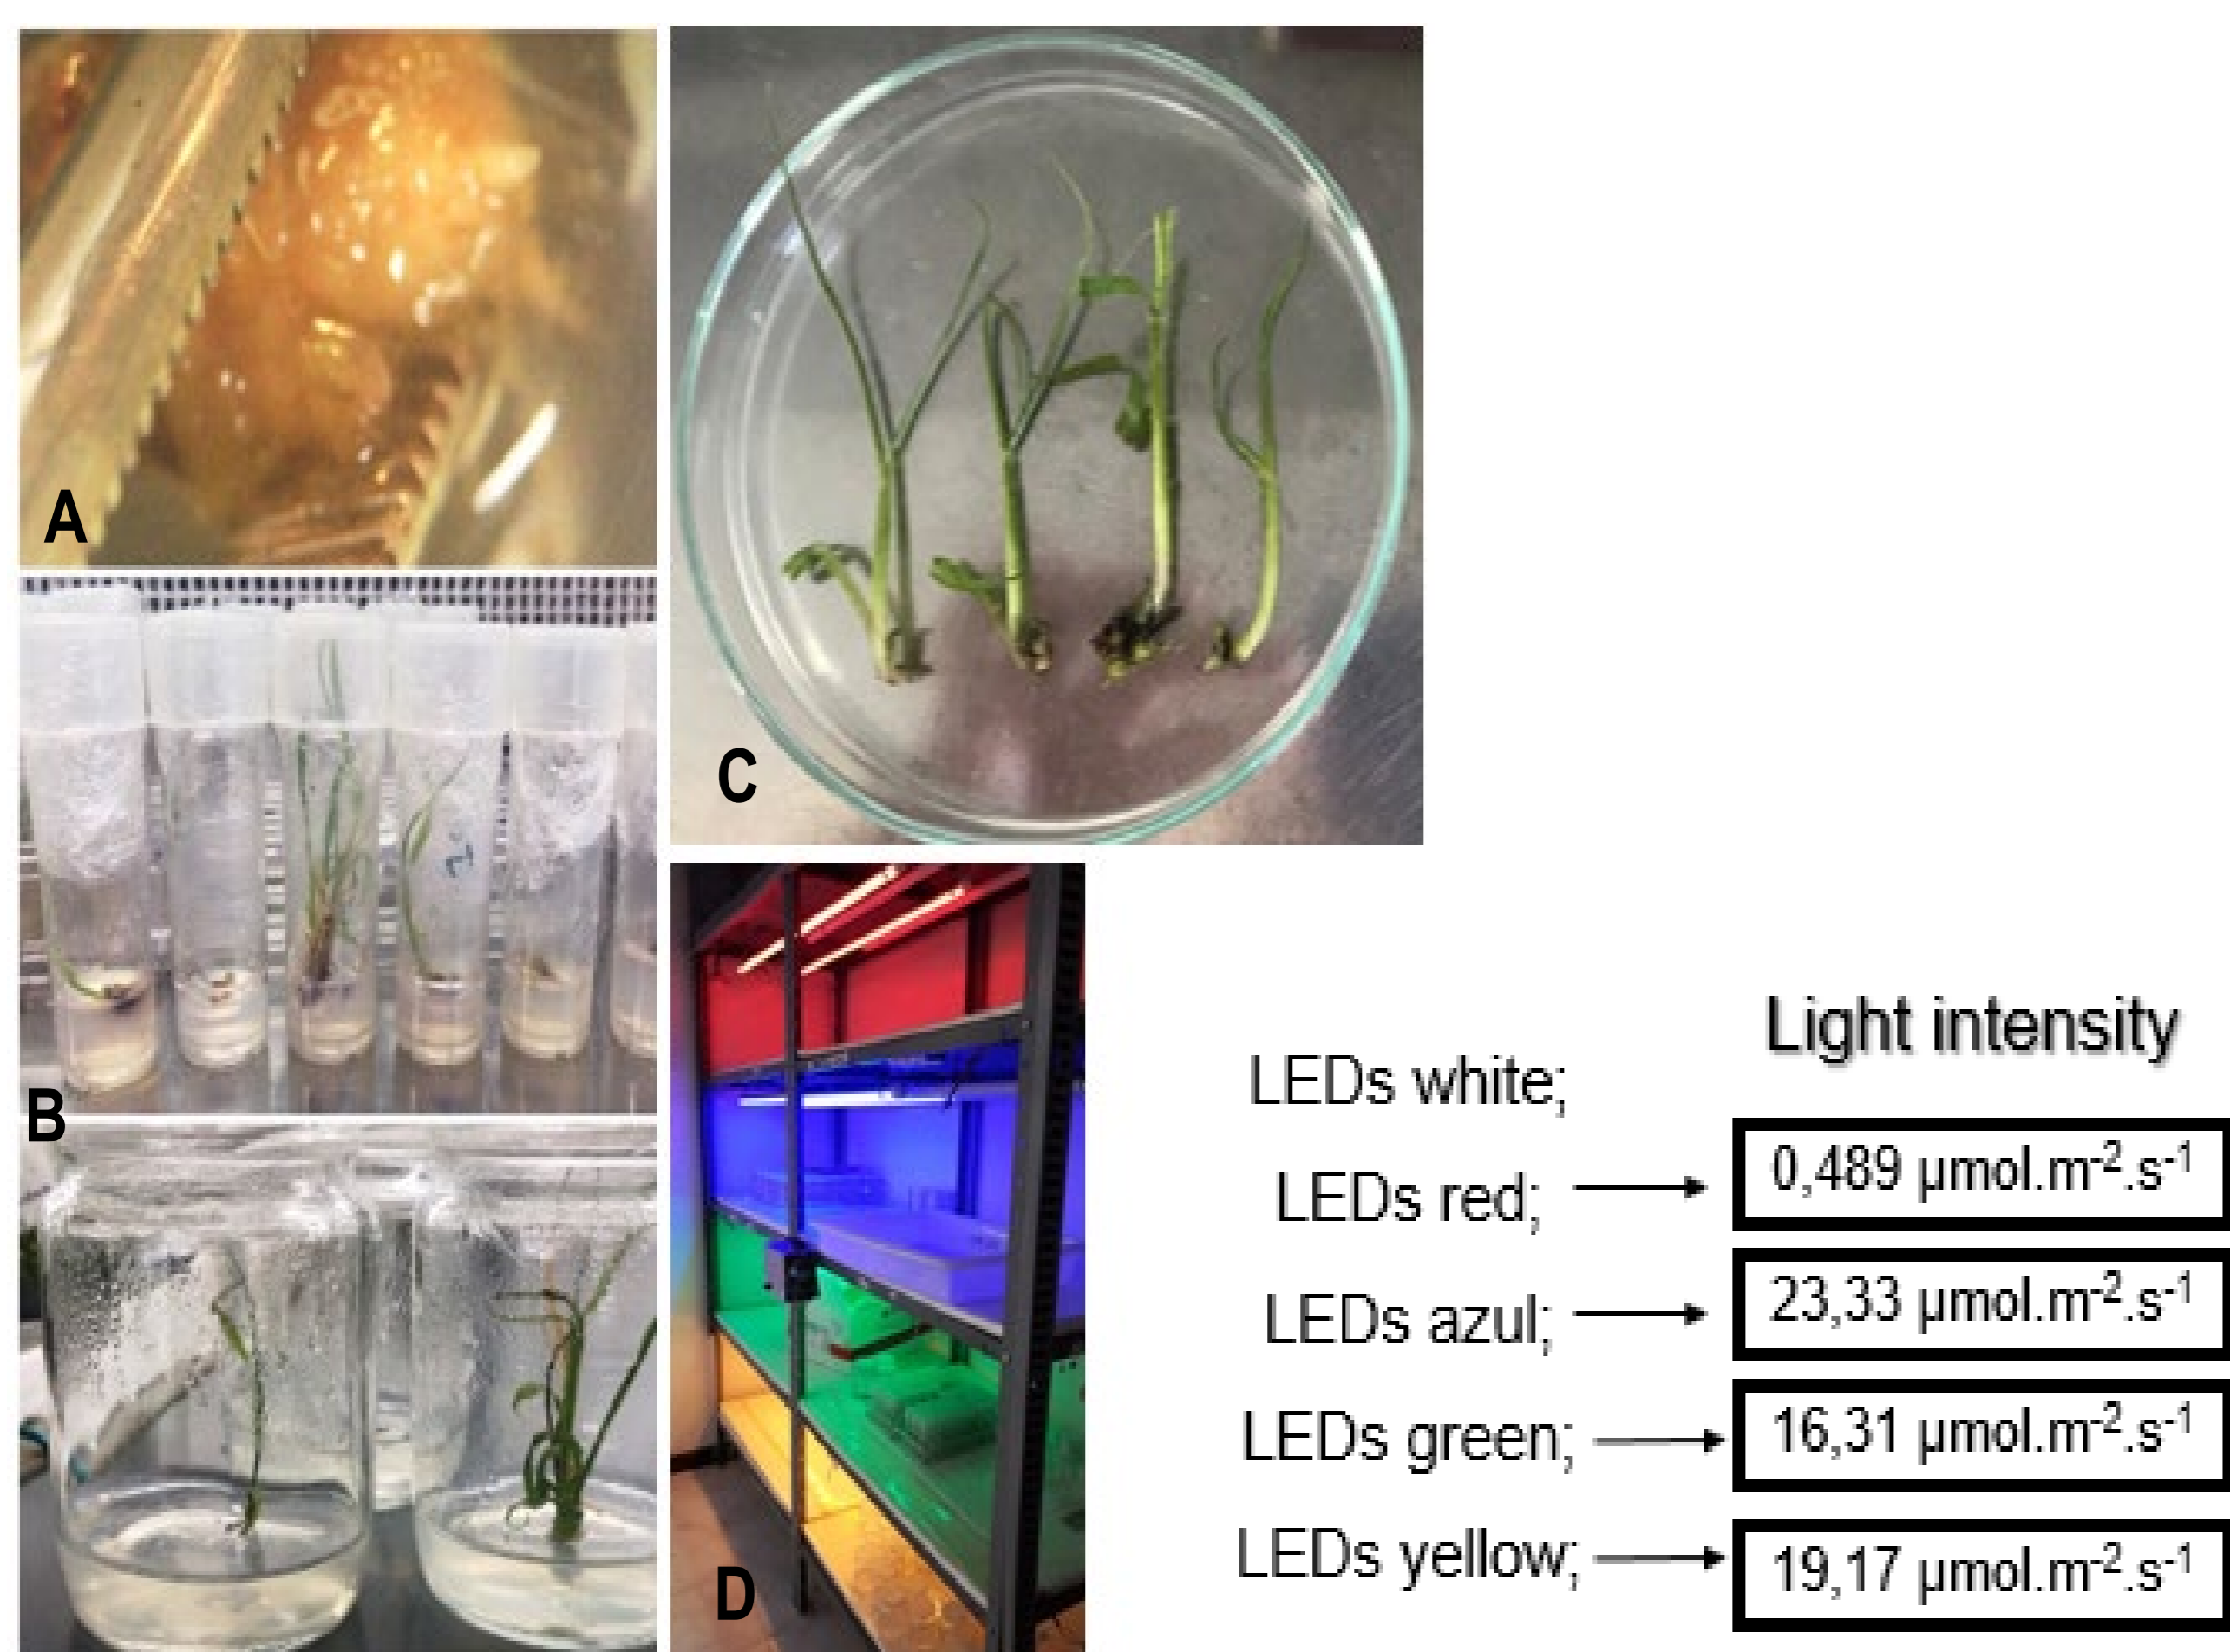 A
B
C
D
Light intensity
LEDs white;
LEDs red;
0,489 µmol.m-2.s-1
LEDs azul;
23,33 µmol.m-2.s-1
LEDs green;
16,31 µmol.m-2.s-1
LEDs yellow;
19,17 µmol.m-2.s-1